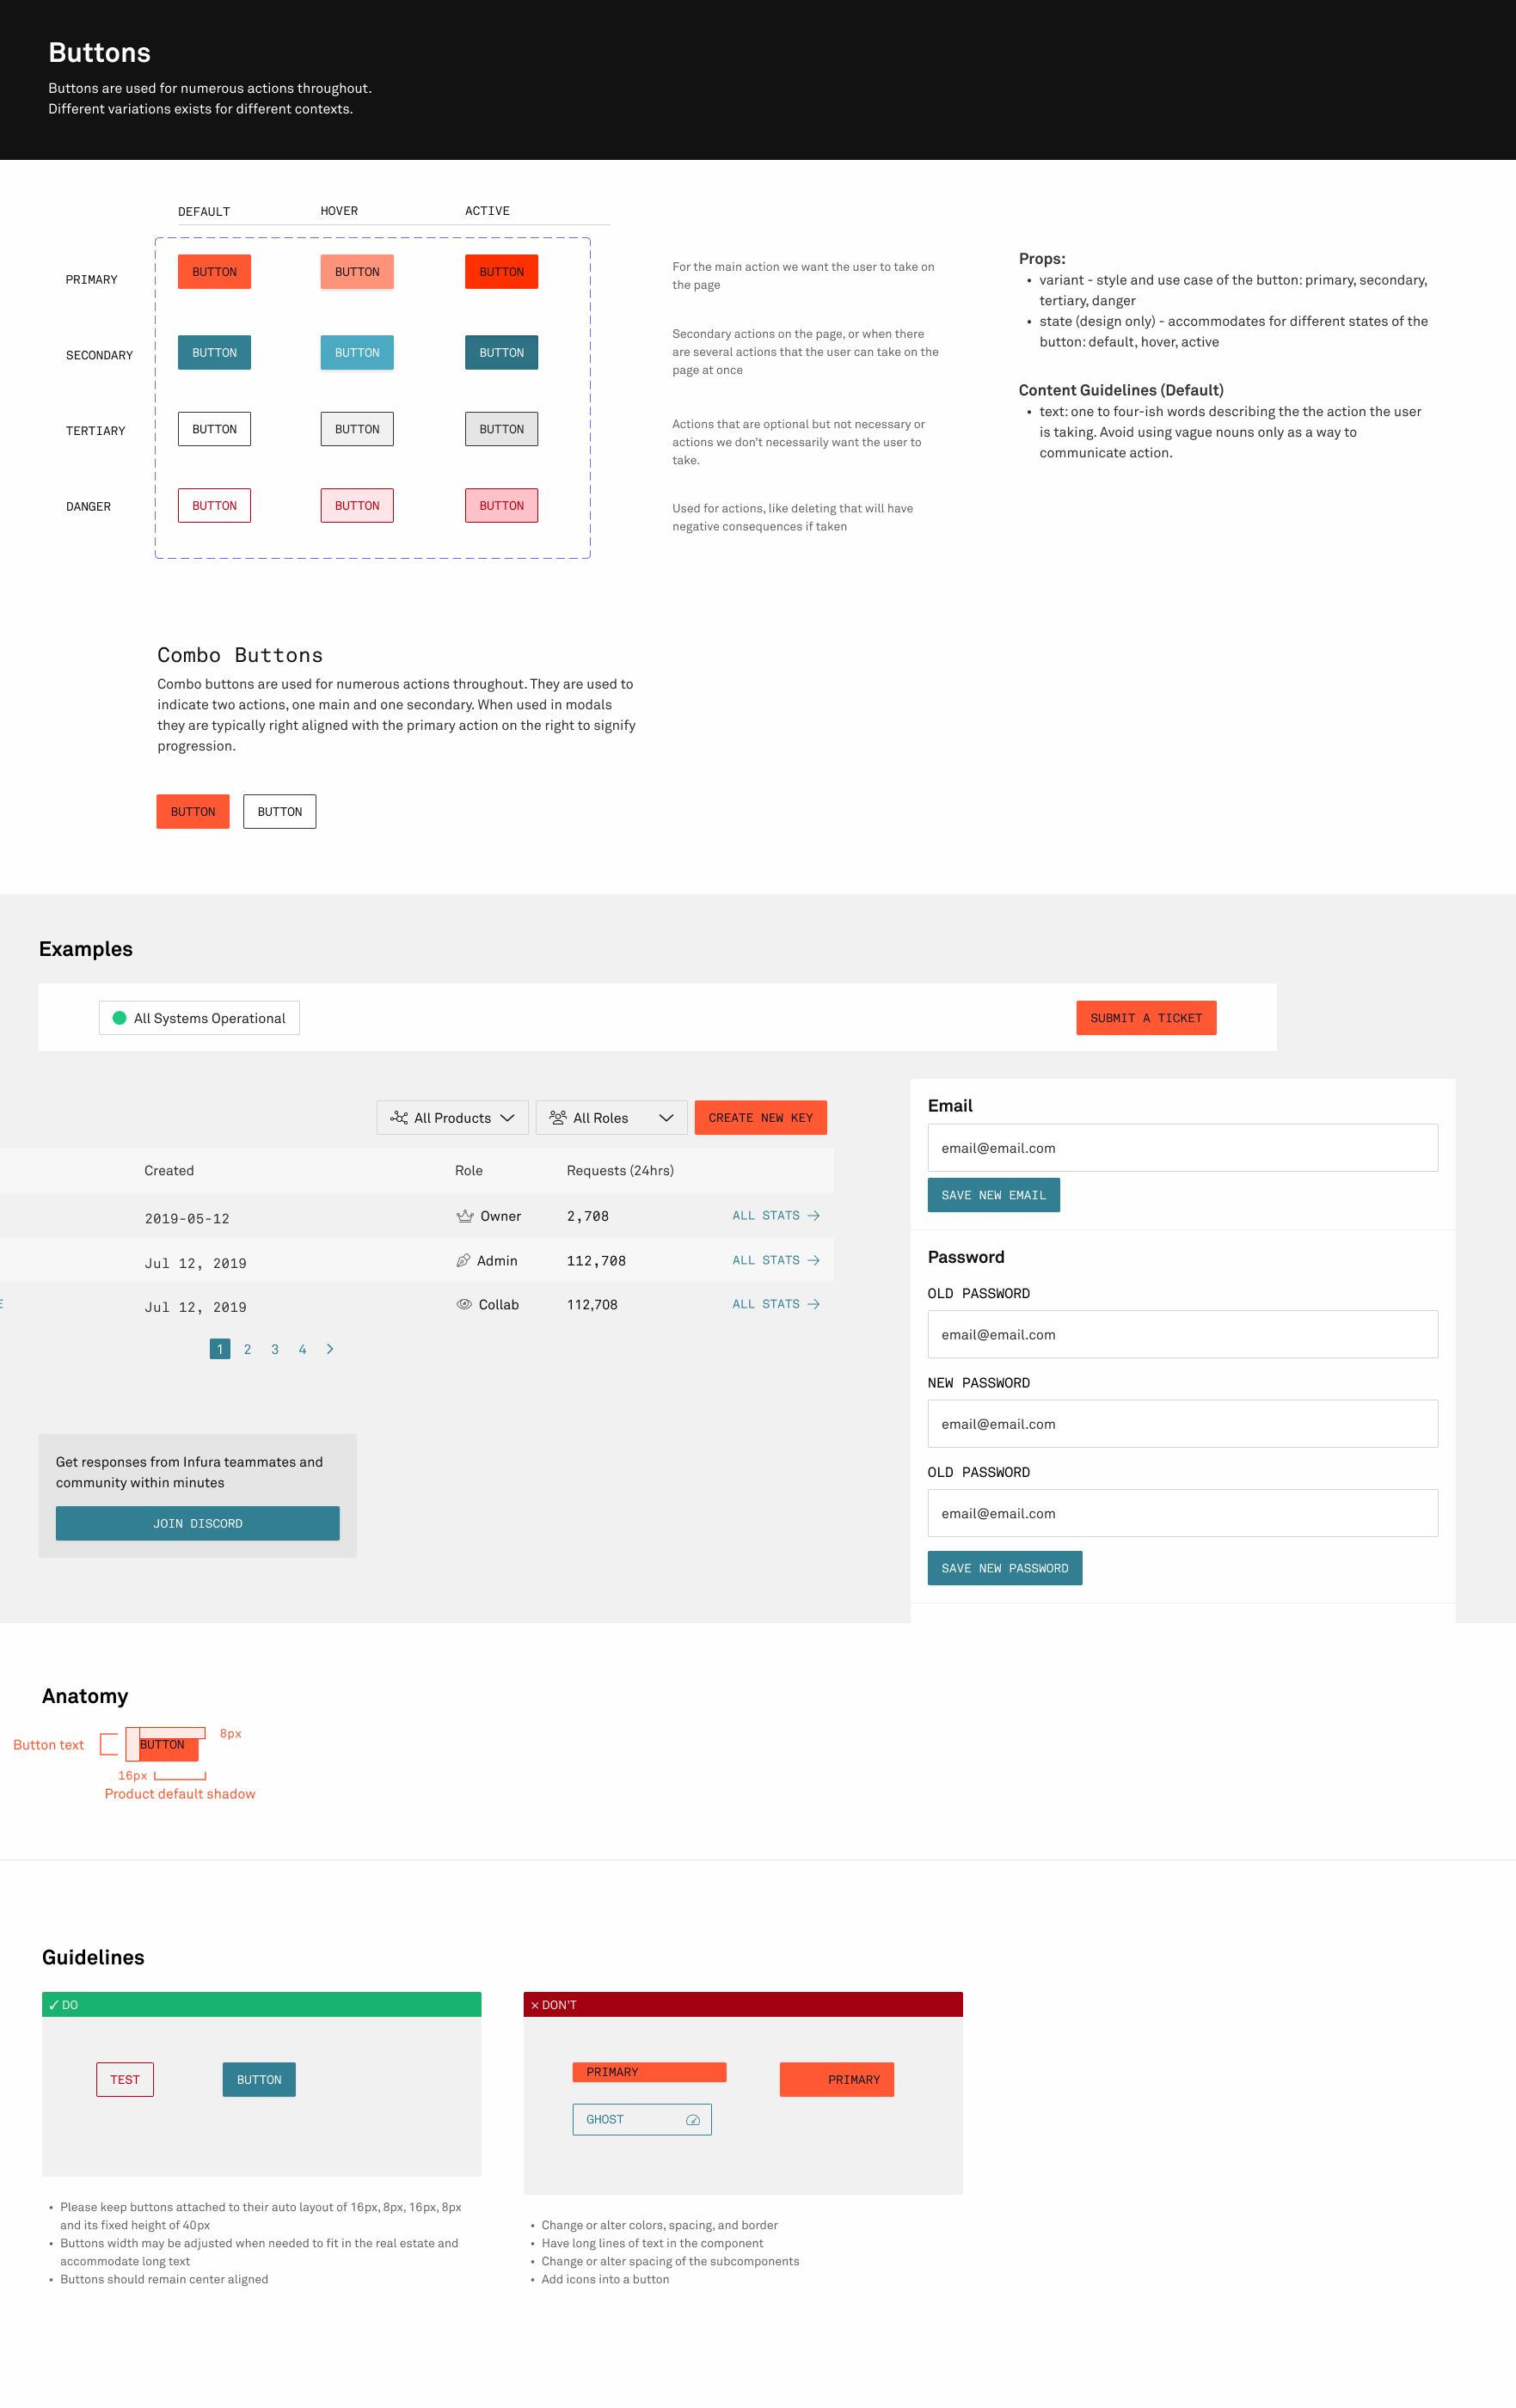 Buttons
Buttons are used for numerous actions throughout.
Different variations exists for different contexts.
DEFAULT HOVER ACTIVE
PRIMARY BUTTON BUTTON BUTTON
For the main action we want the user to take on
the page
SECONDARY BUTTON BUTTON BUTTON
Secondary actions on the page, or when there
are several actions that the user can take on the
page at once
TERTIARY BUTTON BUTTON BUTTON
Actions that are optional but not necessary or
actions we don't necessarily want the user to
take.
DANGER BUTTON BUTTON BUTTON
Used for actions, like deleting that will have
negative consequences if taken
Props:
• variant - style and use case of the button: primary, secondary,
tertiary, danger
• state (design only) - accommodates for different states of the
button: default, hover, active
Content Guidelines (Default)
• text: one to four-ish words describing the the action the user
is taking. Avoid using vague nouns only as a way to
communicate action.
Combo Buttons
Combo buttons are used for numerous actions throughout. They are used to
indicate two actions, one main and one secondary. When used in modals
they are typically right aligned with the primary action on the right to signify
progression.
BUTTON BUTTON
Examples
All Systems Operational SUBMIT A TICKET
All Products All Roles CREATE NEW KEY
Created Role Requests (24hrs)
2019-05-12 Owner 2,708 ALL STATS →
Jul 12, 2019 Admin 112,708 ALL STATS →
E Jul 12, 2019 Collab 112,708 ALL STATS →
1 2 3 4 >
Get responses from Infura teammates and
community within minutes
JOIN DISCORD
Email
email@email.com
SAVE NEW EMAIL
Password
OLD PASSWORD
email@email.com
NEW PASSWORD
email@email.com
OLD PASSWORD
email@email.com
SAVE NEW PASSWORD
Anatomy
Button text BUTTON 8px
16px
Product default shadow
Guidelines
✓ DO
TEST BUTTON
• Please keep buttons attached to their auto layout of 16px, 8px, 16px, 8px
and its fixed height of 40px
• Buttons width may be adjusted when needed to fit in the real estate and
accommodate long text
• Buttons should remain center aligned
× DON'T
PRIMARY PRIMARY
GHOST
• Change or alter colors, spacing, and border
• Have long lines of text in the component
• Change or alter spacing of the subcomponents
• Add icons into a button